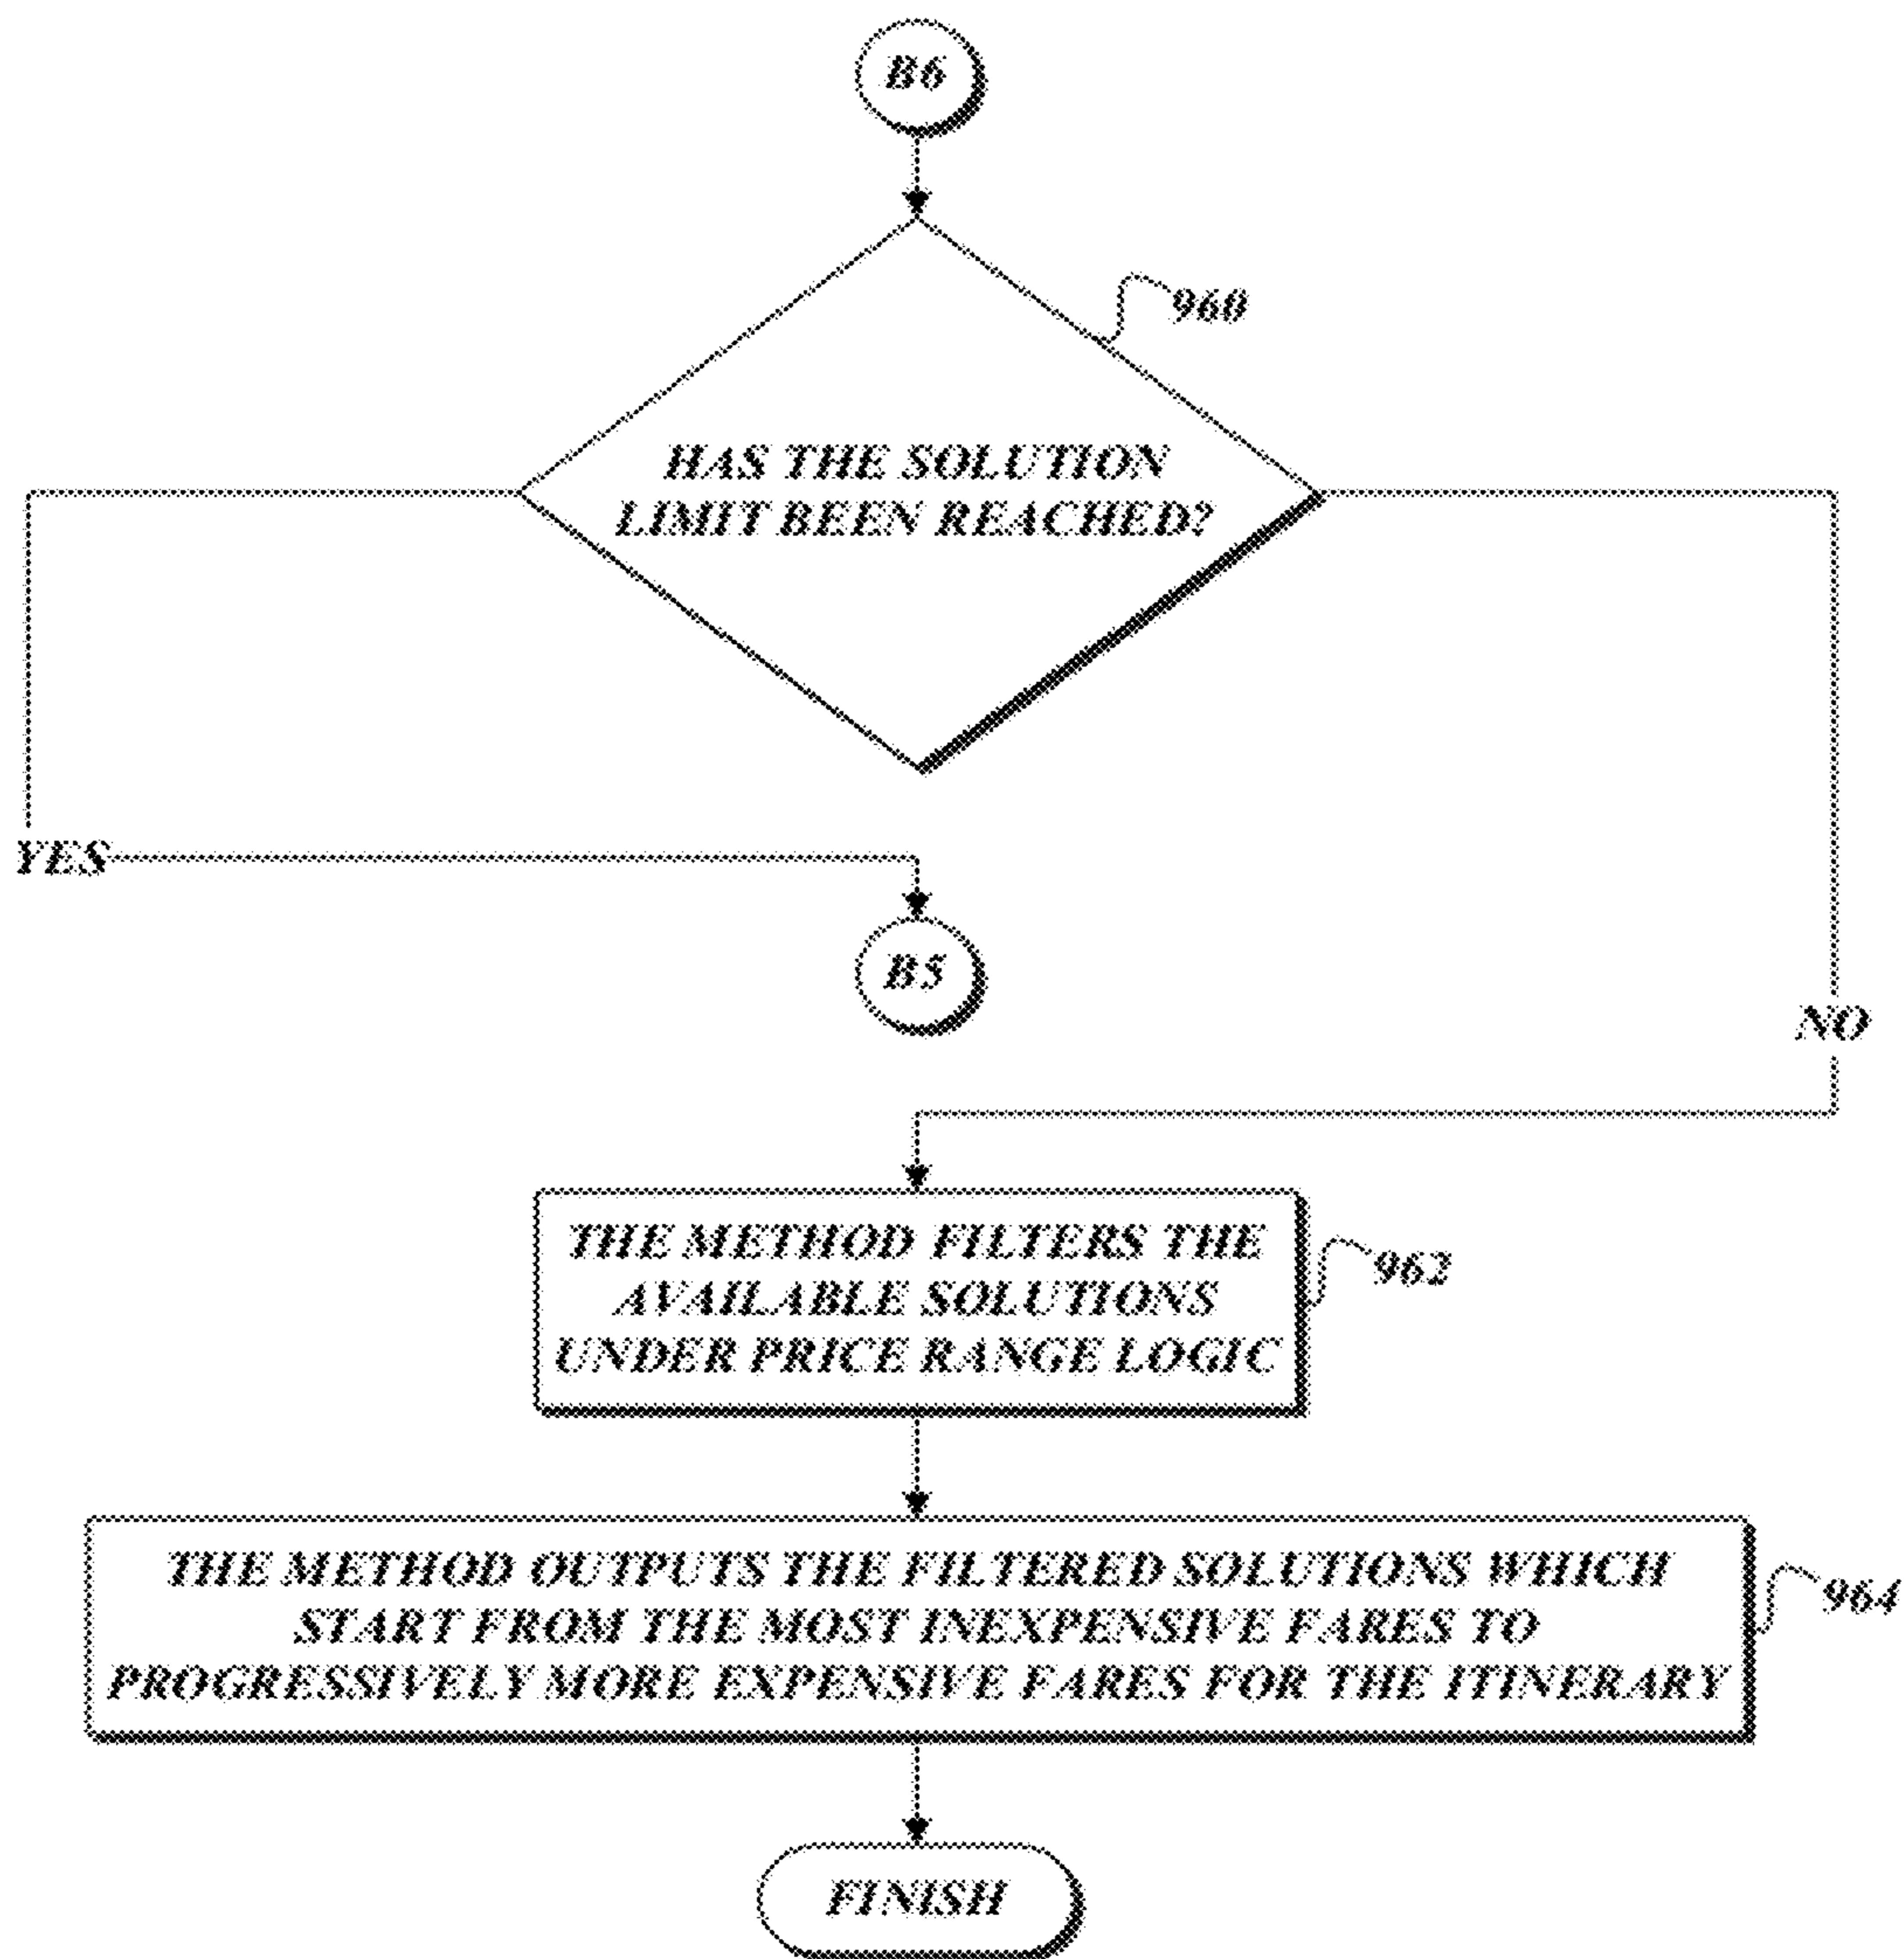 B6
960
HAS THE SOLUTION
LIMIT BEEN REACHED?
YES
B5
NO
THE METHOD FILTERS THE
AVAILABLE SOLUTIONS
UNDER PRICE RANGE LOGIC
962
THE METHOD OUTPUTS THE FILTERED SOLUTIONS WHICH
START FROM THE MOST INEXPENSIVE FARES TO
PROGRESSIVELY MORE EXPENSIVE FARES FOR THE ITINERARY
964
FINISH